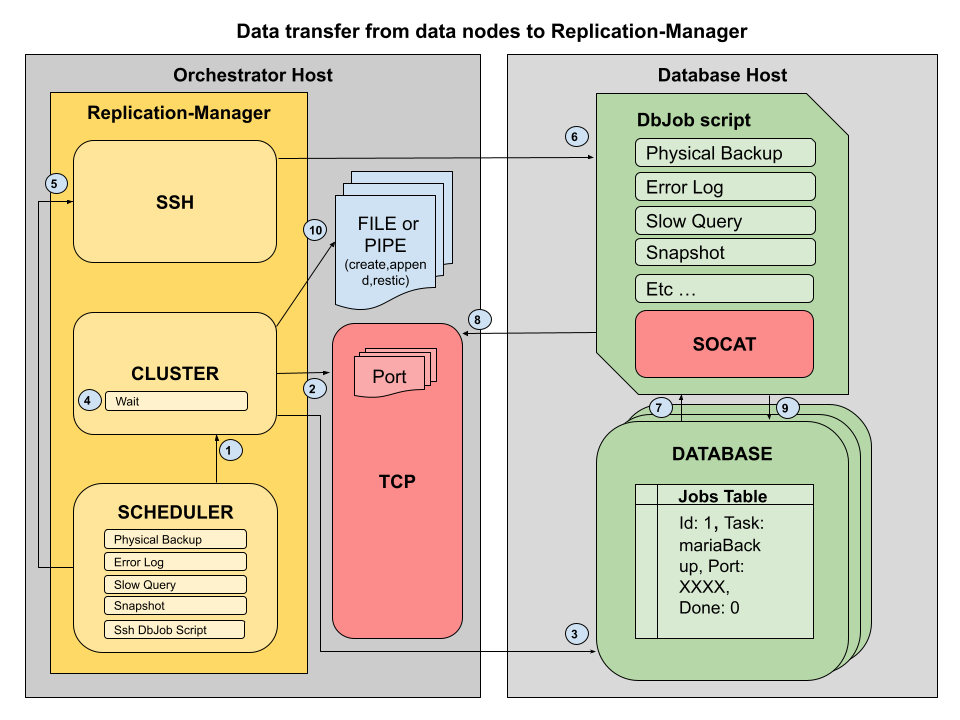 Data transfer from data nodes to Replication-Manager
Orchestrator Host
Replication-Manager
5
SSH
10
FILE or
PIPE
(create,appen
d,restic)
CLUSTER
4
Wait
2
Port
TCP
1
SCHEDULER
Physical Backup
Error Log
Slow Query
Snapshot
Ssh DbJob Script
Database Host
6
DbJob script
Physical Backup
Error Log
Slow Query
Snapshot
Etc …
8
SOCAT
7
9
DATABASE
Jobs Table
Id: 1, Task:
mariaBack
up, Port:
XXXX,
Done: 0
3